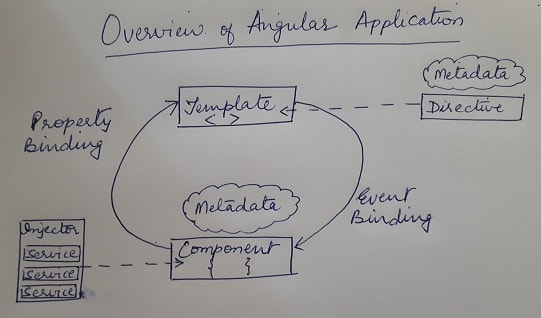 Overview of Angular Application
Metadata
Template
< >
Directive
Property
Binding
Metadata
Event
Binding
Injector
Service
Service
Service
Component
{ }